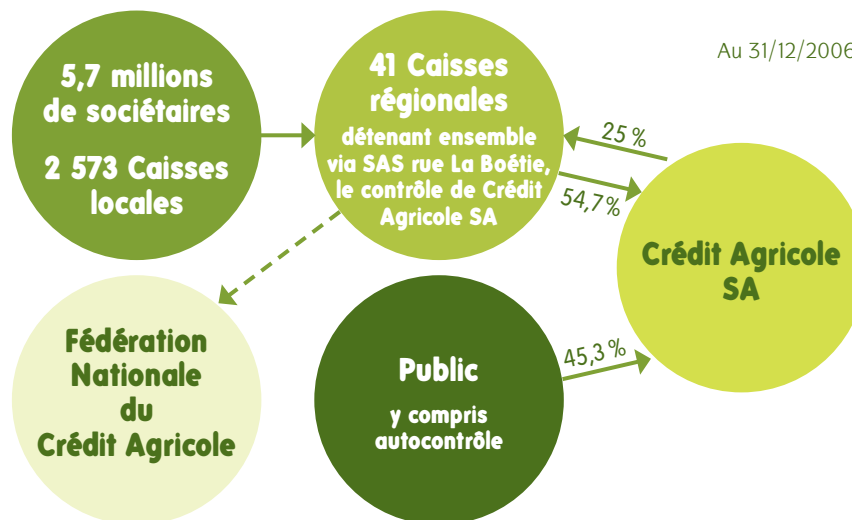 Au 31/12/2006
5,7 millions
de sociétaires
2 573 Caisses
locales
41 Caisses
régionales
détenant ensemble
via SAS rue La Boétie,
le contrôle de Crédit
Agricole SA
25 %
54,7 %
Crédit Agricole
SA
Fédération
Nationale
du
Crédit Agricole
Public
y compris
autocontrôle
45,3 %